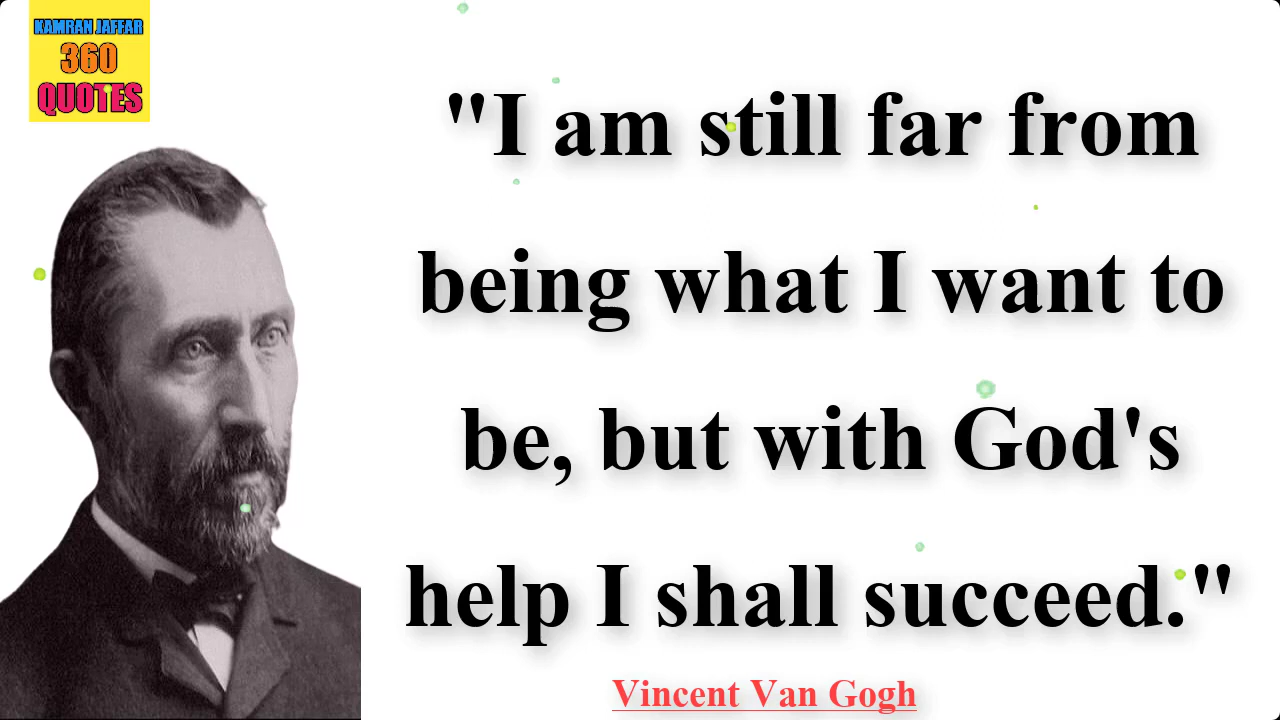 KAMRAN JAFFAR
360
QUOTES
"I am still far from
being what I want to
be, but with God's
help I shall succeed."
Vincent Van Gogh